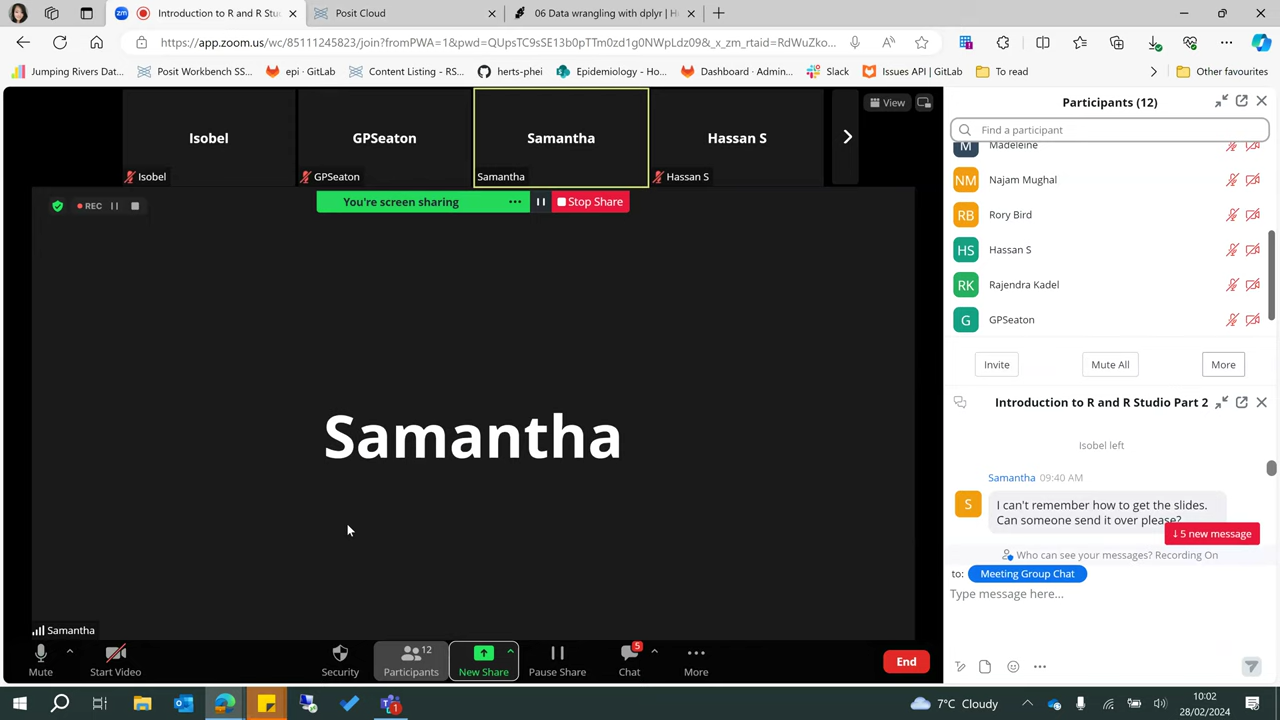 Introduction to R and R Studio
Posit Cloud
06 Data wrangling with dplyr | H
https://app.zoom.us/wc/85111245823/join?fromPWA=1&pwd=QUpsTC9sSE13b0pTTm0zd1g0NWpLdz09&_x_zm_rtaid=RdWuZko...
Jumping Rivers Dat...
Posit Workbench SS...
epi · GitLab
Content Listing - RS...
herts-phei
Epidemiology - Ho...
Dashboard · Admin...
Slack
Issues API | GitLab
To read
Other favourites
Isobel
GPSeaton
Samantha
Hassan S
View
Isobel
GPSeaton
Samantha
Hassan S
REC
You're screen sharing
Stop Share
Samantha
Samantha
Mute
Start Video
Security
12
Participants
New Share
Pause Share
5
Chat
More
End
Participants (12)
Find a participant
M
Madeleine
NM
Najam Mughal
RB
Rory Bird
HS
Hassan S
RK
Rajendra Kadel
G
GPSeaton
Invite
Mute All
More
Introduction to R and R Studio Part 2
Isobel left
Samantha 09:40 AM
S
I can't remember how to get the slides.
Can someone send it over please?
↓ 5 new message
Who can see your messages? Recording On
to: Meeting Group Chat
Type message here...
7°C Cloudy
10:02
28/02/2024